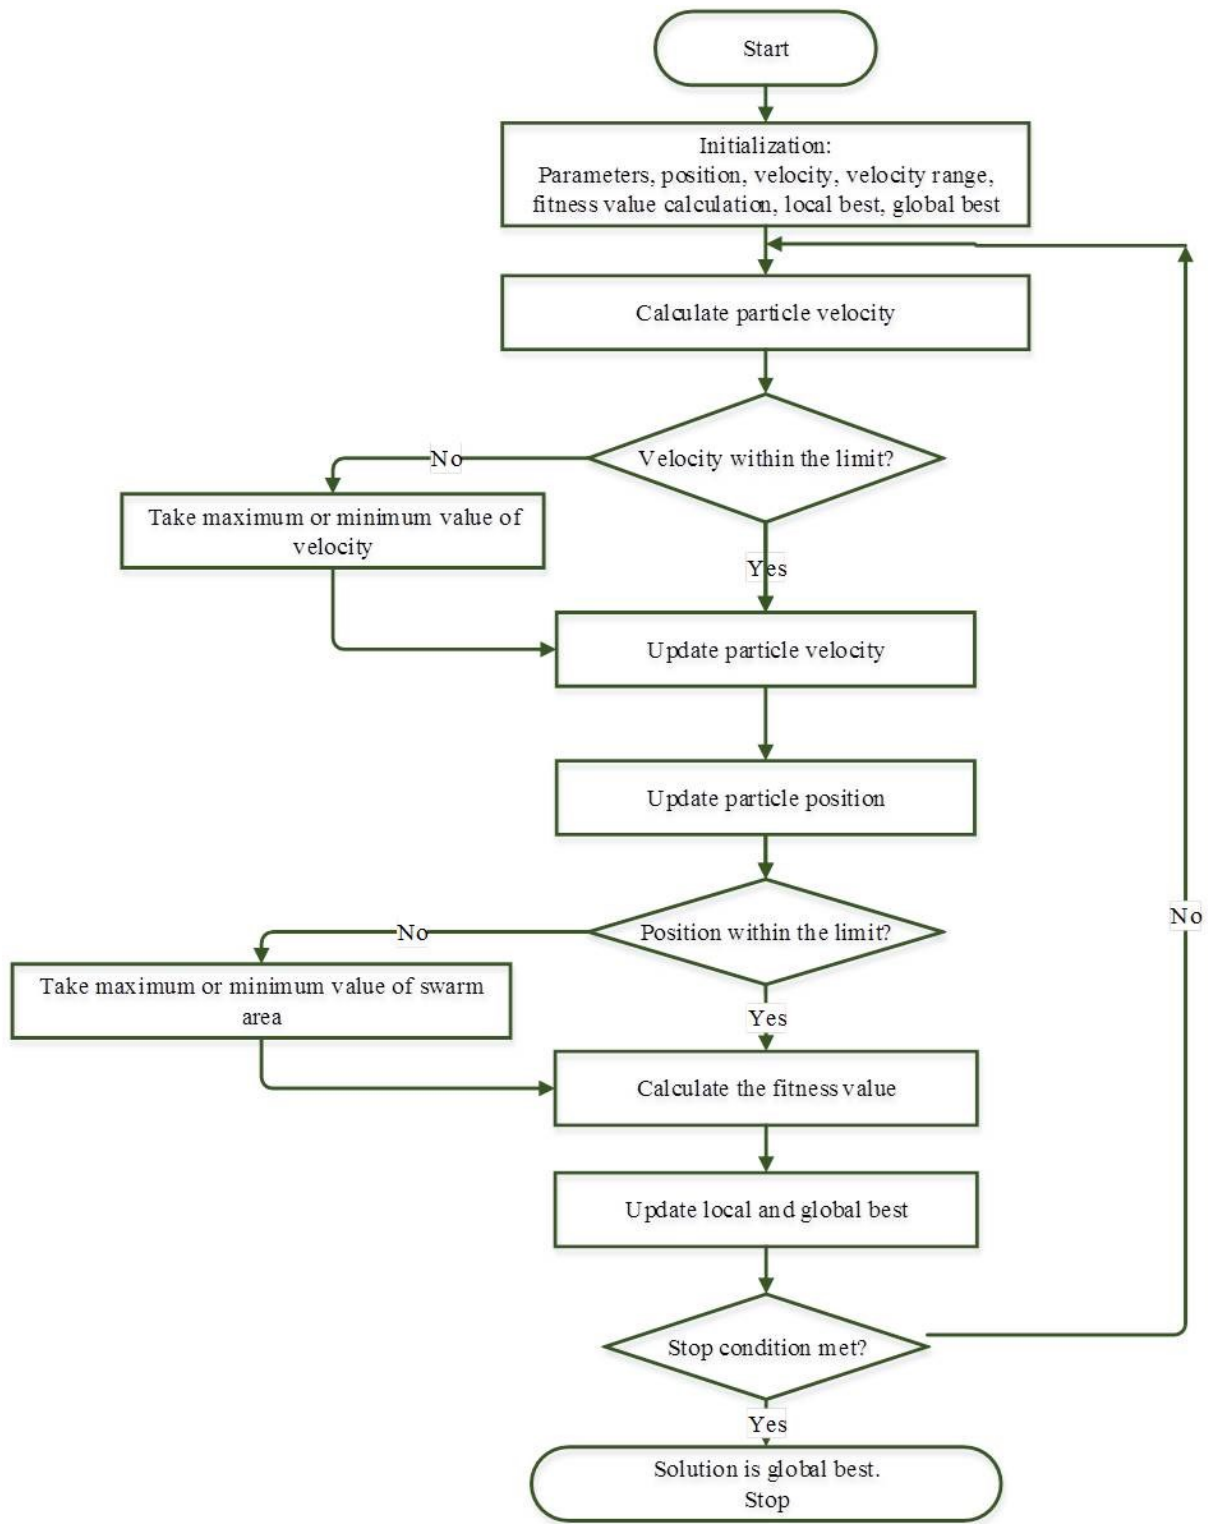 Start
Initialization:
Parameters, position, velocity, velocity range,
fitness value calculation, local best, global best
Calculate particle velocity
Velocity within the limit?
No
Take maximum or minimum value of
velocity
Yes
Update particle velocity
Update particle position
Position within the limit?
No
No
Take maximum or minimum value of swarm
area
Yes
Calculate the fitness value
Update local and global best
Stop condition met?
Yes
Solution is global best.
Stop